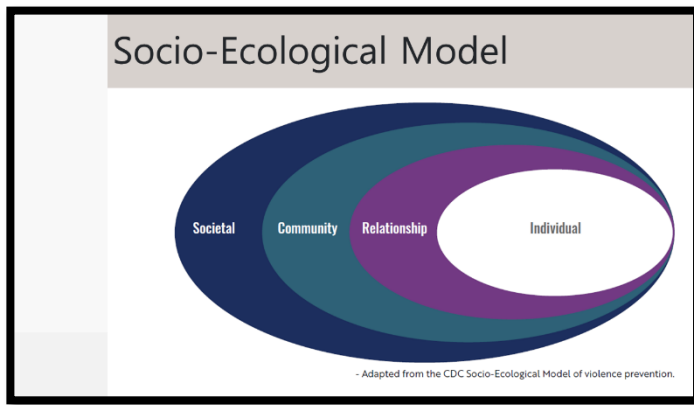 Socio-Ecological Model
Societal Community Relationship Individual
- Adapted from the CDC Socio-Ecological Model of violence prevention.